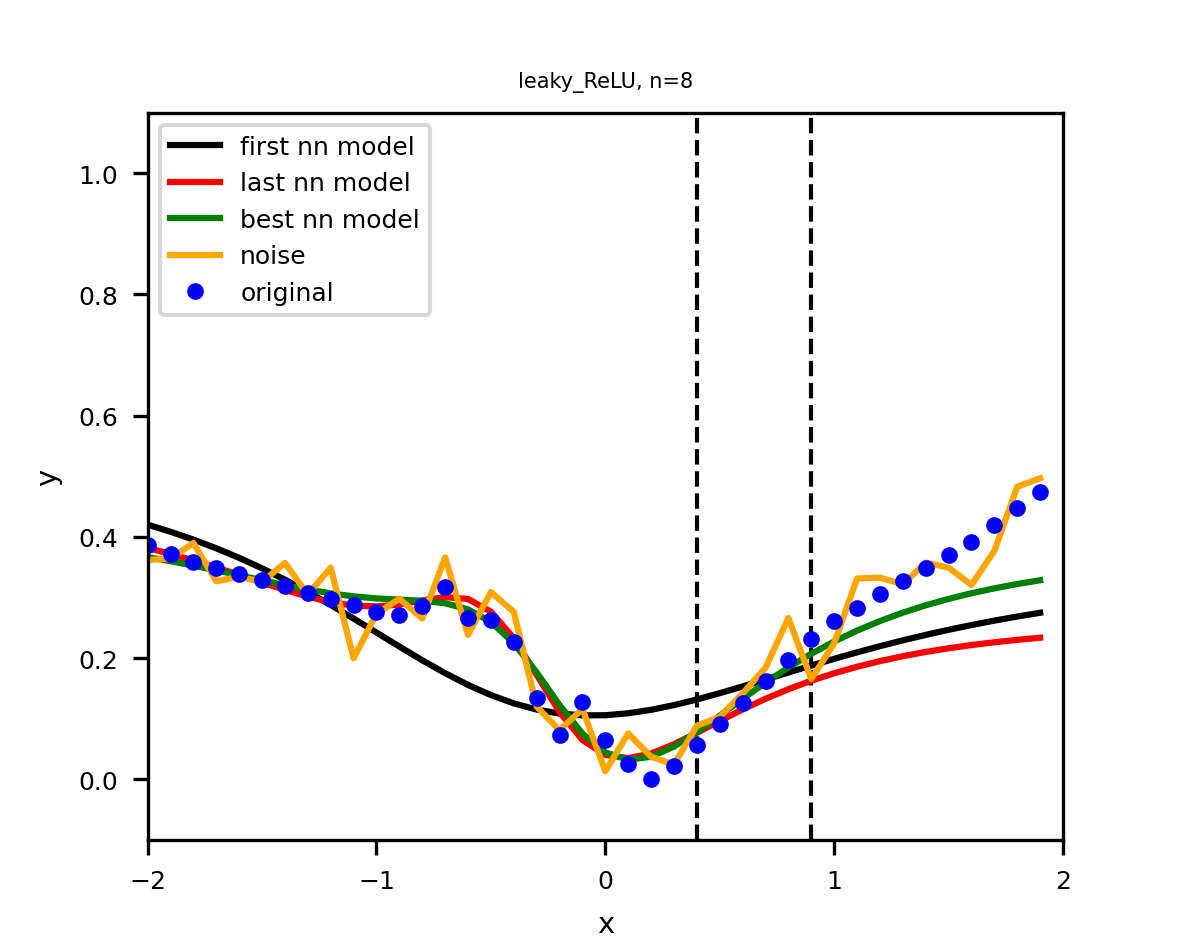 leaky_ReLU, n=8
first nn model
last nn model
best nn model
noise
original
1.0
0.8
0.6
0.4
0.2
0.0
y
−2
−1
0
1
2
x